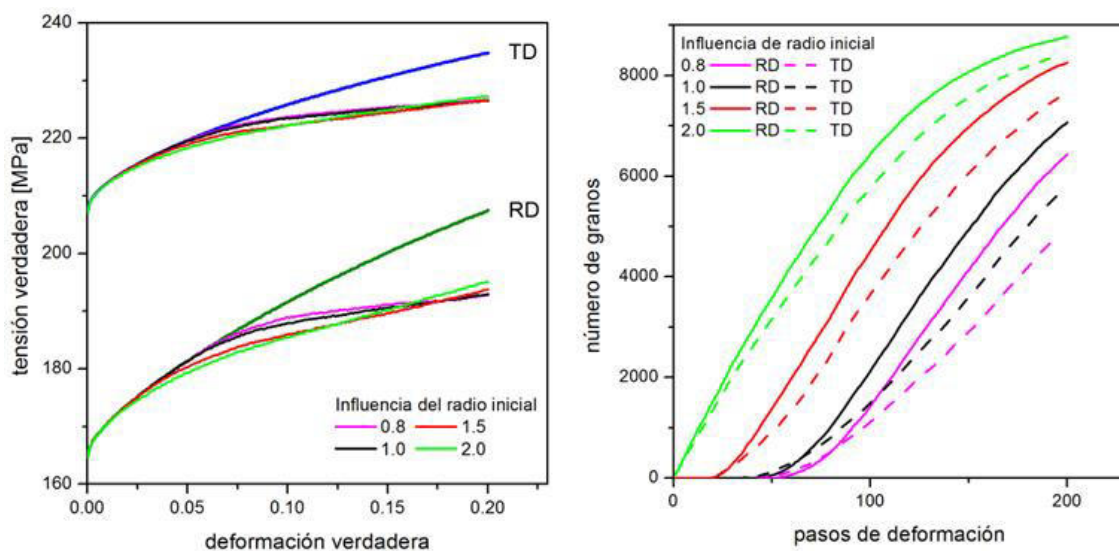 240
220
200
180
160
tensión verdadera [MPa]
TD
RD
Influencia del radio inicial
0.8 1.5
1.0 2.0
0.00 0.05 0.10 0.15 0.20
deformación verdadera
8000
6000
4000
2000
0
número de granos
Influencia de radio inicial
0.8 RD TD
1.0 RD TD
1.5 RD TD
2.0 RD TD
0 100 200
pasos de deformación